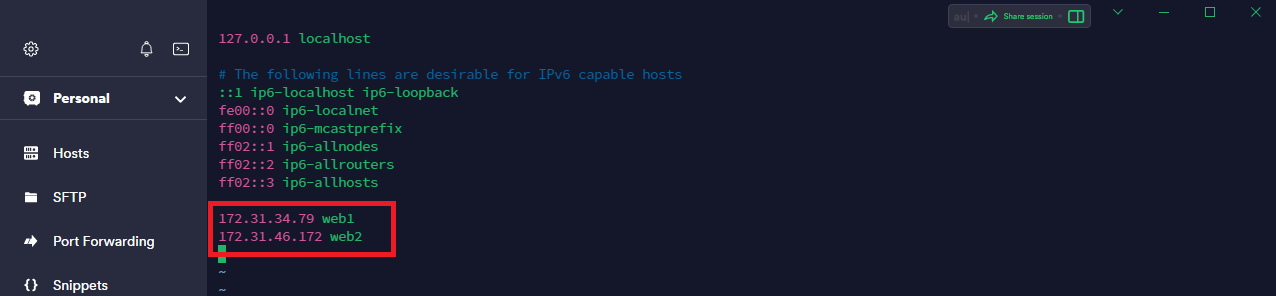 au|
Share session
Personal
Hosts
SFTP
Port Forwarding
Snippets
127.0.0.1 localhost
# The following lines are desirable for IPv6 capable hosts
::1 ip6-localhost ip6-loopback
fe00::0 ip6-localnet
ff00::0 ip6-mcastprefix
ff02::1 ip6-allnodes
ff02::2 ip6-allrouters
ff02::3 ip6-allhosts
172.31.34.79 web1
172.31.46.172 web2
~
~